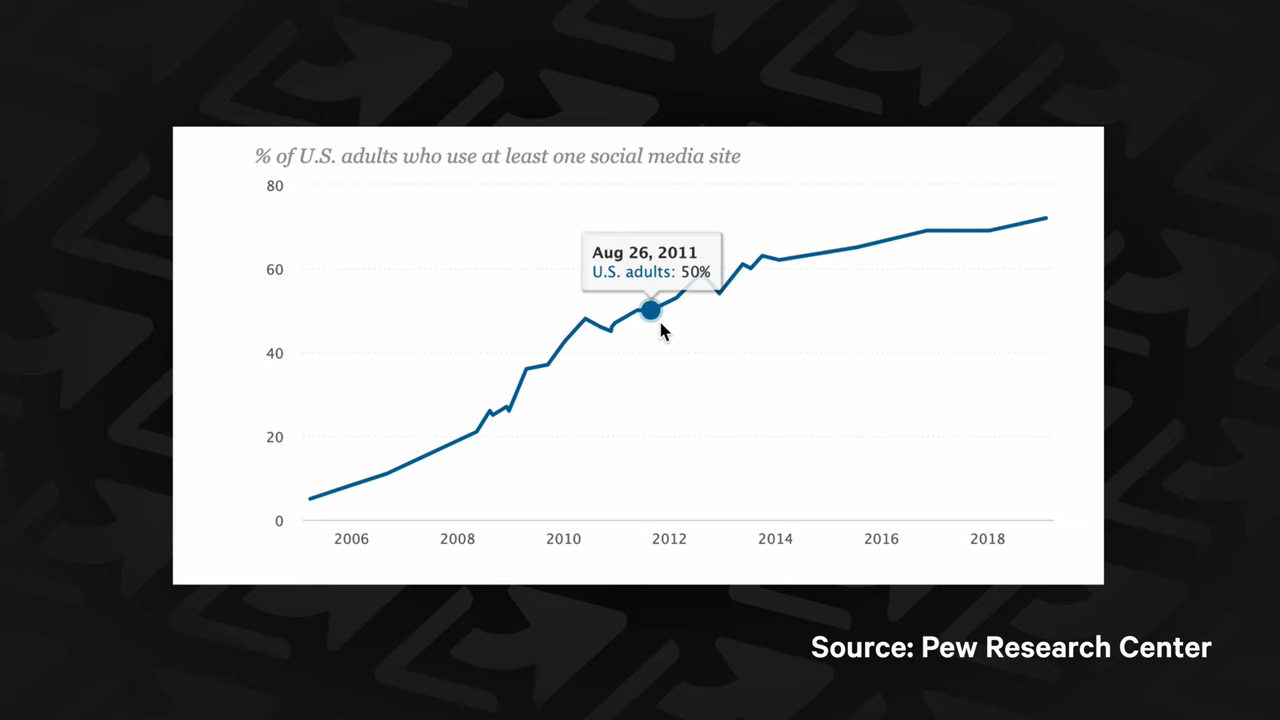 % of U.S. adults who use at least one social media site
80
60
40
20
0
Aug 26, 2011
U.S. adults: 50%
2006 2008 2010 2012 2014 2016 2018
Source: Pew Research Center